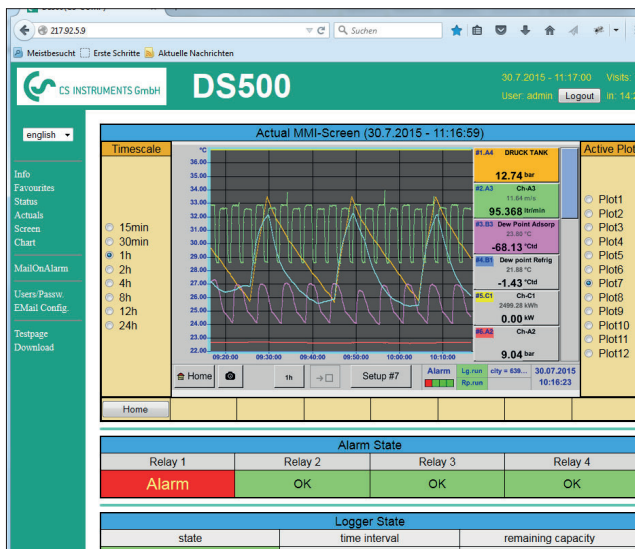 217.92.5.9
Suchen
Meistbesucht Erste Schritte Aktuelle Nachrichten
CS INSTRUMENTS GmbH
DS500
30.7.2015 - 11:17:00 Visits:
User: admin Logout in: 14:2
english
Info
Favourites
Status
Actuals
Screen
Chart
MailOnAlarm
Users/Passw.
EMail Config.
Testpage
Download
Actual MMI-Screen (30.7.2015 - 11:16:59)
Timescale
15min
30min
1h
2h
4h
8h
12h
24h
°C
36.00
35.00
34.00
33.00
32.00
31.00
30.00
29.00
28.00
27.00
26.00
25.00
24.00
23.00
22.00
09:20:00 09:30:00 09:40:00 09:50:00 10:00:00 10:10:00
#1.A4 DRUCK TANK
12.74 bar
#2.A3 Ch-A3
11.64 m/s
95.368 ltr/min
#3.B3 Dew Point Adsorp
23.80 °C
-68.13 °Ctd
#4.B1 Dew point Refrig
21.88 °C
-1.43 °Ctd
#5.C1 Ch-C1
2499.28 kWh
0.00 kW
#6.A2 Ch-A2
9.04 bar
Home 1h Setup #7
Alarm Lg.run city = 639... 30.07.2015
Rp.run 10:16:23
Active Plot
Plot1
Plot2
Plot3
Plot4
Plot5
Plot6
Plot7
Plot8
Plot9
Plot10
Plot11
Plot12
Home
Alarm State
Relay 1 Relay 2 Relay 3 Relay 4
Alarm OK OK OK
Logger State
state time interval remaining capacity